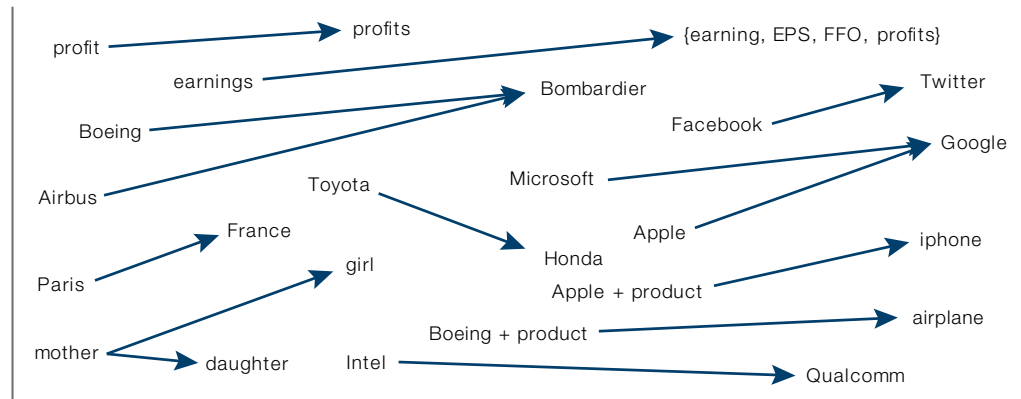 profit
profits
{earning, EPS, FFO, profits}
earnings
Twitter
Bombardier
Boeing
Facebook
Google
Microsoft
Toyota
Airbus
France
Apple
iphone
girl
Honda
Paris
Apple + product
airplane
Boeing + product
mother
daughter
Intel
Qualcomm